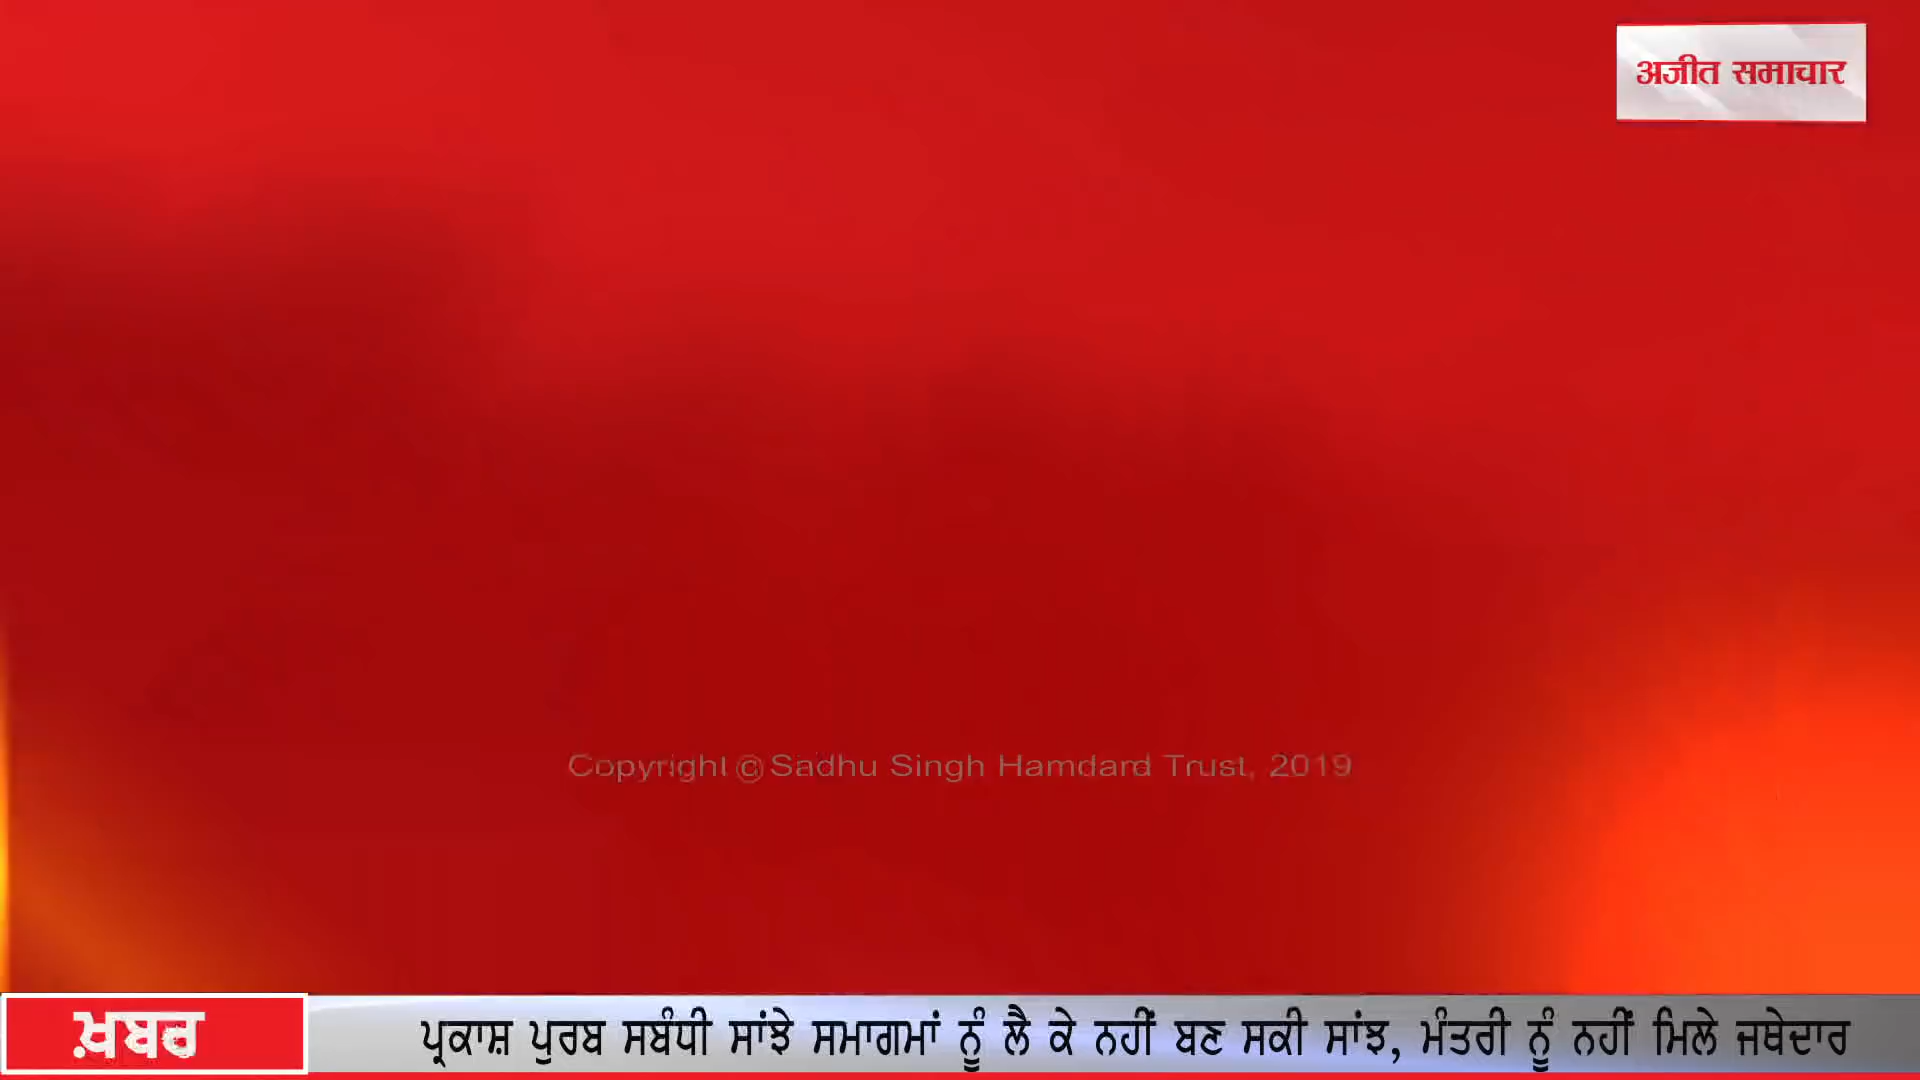 अजीत समाचार
Copyright © Sadhu Singh Hamdard Trust, 2019
ਖ਼ਬਰ
ਪ੍ਰਕਾਸ਼ ਪੁਰਬ ਸਬੰਧੀ ਸਾਂਝੇ ਸਮਾਗਮਾਂ ਨੂੰ ਲੈ ਕੇ ਨਹੀਂ ਬਣ ਸਕੀ ਸਾਂਝ, ਮੰਤਰੀ ਨੂੰ ਨਹੀਂ ਮਿਲੇ ਜਥੇਦਾਰ